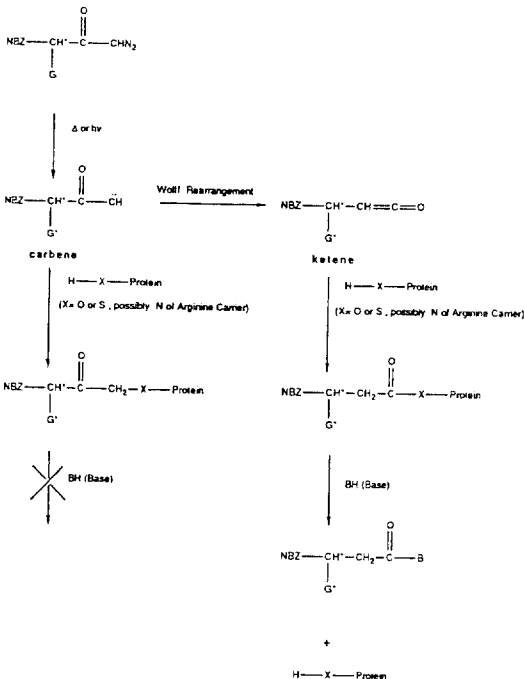 O
NBZ—CH*—C—CHN2
G
Δ or hν
O
NBZ—CH*—C—CH
G*
carbene
Wolff Rearrangement
NBZ—CH*—CH=C=O
G*
ketene
H—X—Protein
(X= O or S , possibly N of Arginine Carrier)
H—X—Protein
(X= O or S , possibly N of Arginine Carrier)
O
NBZ—CH*—C—CH2—X—Protein
G*
O
NBZ—CH*—CH2—C—X—Protein
G*
BH (Base)
BH (Base)
O
NBZ—CH*—CH2—C—B
G*
+
H—X—Protein